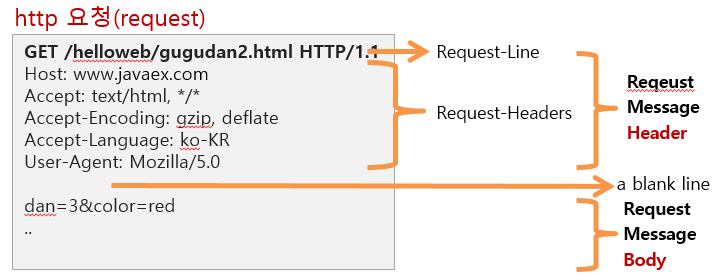 http 요청(request)
GET /helloweb/gugudan2.html HTTP/1.1
Host: www.javaex.com
Accept: text/html, */*
Accept-Encoding: gzip, deflate
Accept-Language: ko-KR
User-Agent: Mozilla/5.0
dan=3&color=red
..
Request-Line
Request-Headers
Reqeust
Message
Header
a blank line
Request
Message
Body